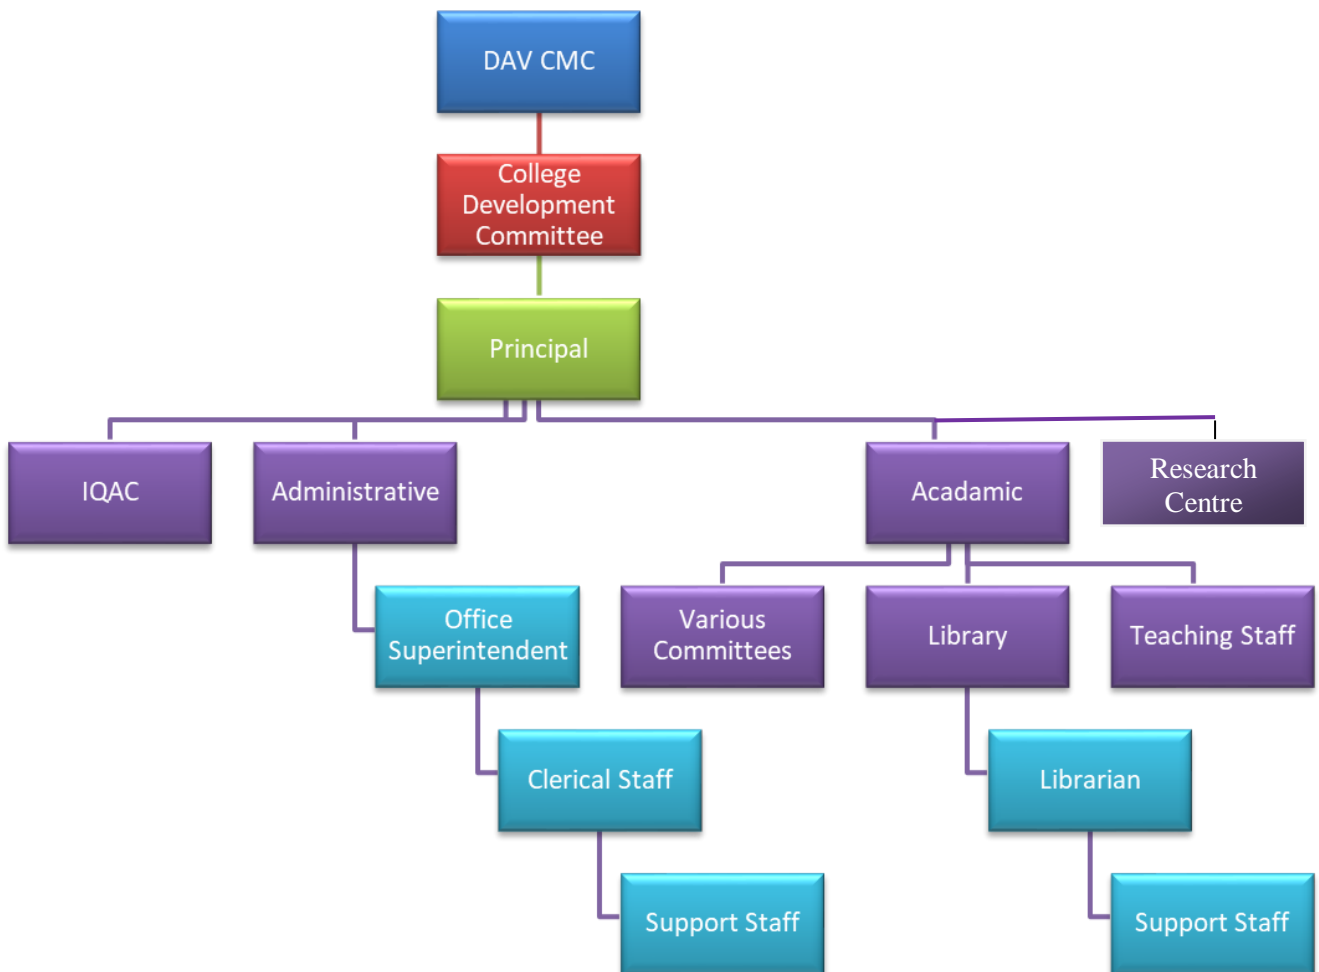 DAV CMC
College
Development
Committee
Principal
IQAC
Administrative
Acadamic
Research
Centre
Office
Superintendent
Various
Committees
Library
Teaching Staff
Clerical Staff
Librarian
Support Staff
Support Staff